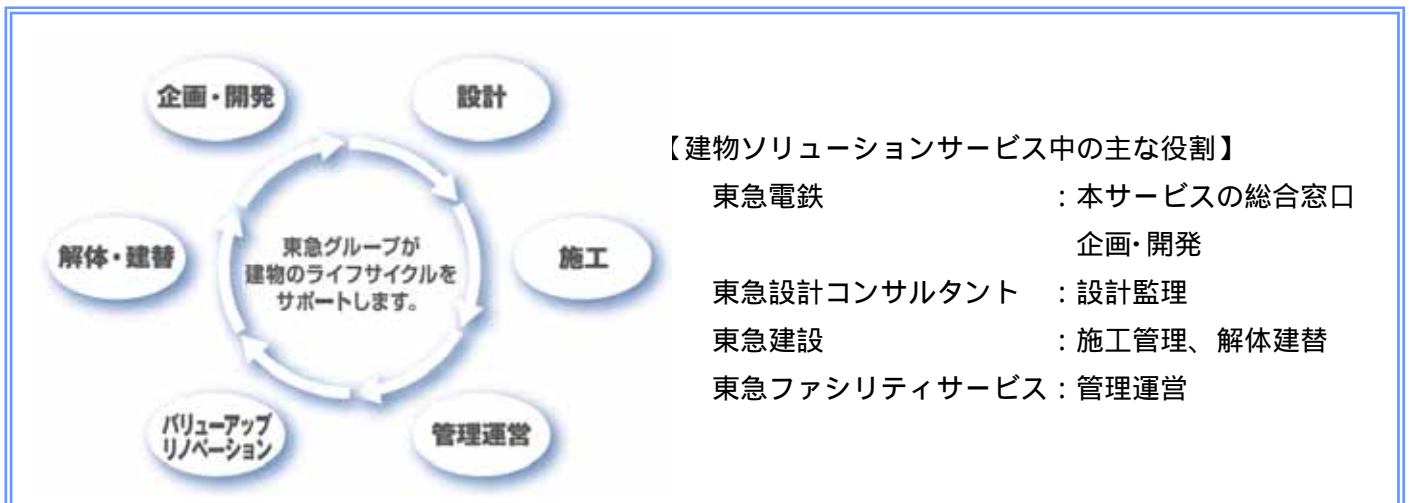 企画・開発
設計
施工
管理運営
バリューアップ
リノベーション
解体・建替
東急グループが
建物のライフサイクルを
サポートします。
【建物ソリューションサービス中の主な役割】
東急電鉄 :本サービスの総合窓口
企画・開発
東急設計コンサルタント :設計監理
東急建設 :施工管理、解体建替
東急ファシリティサービス:管理運営